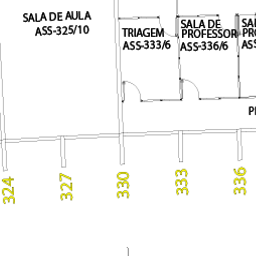 SALA DE AULA
ASS-325/10
TRIAGEM
ASS-333/6
SALA DE
PROFESSOR
ASS-336/6
324
327
330
333
336